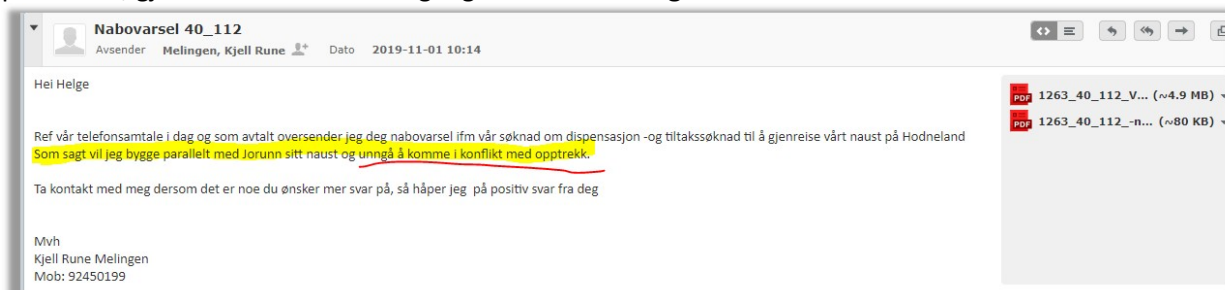 Nabovarsel 40_112
Avsender Melingen, Kjell Rune Dato 2019-11-01 10:14
Hei Helge
1263_40_112_V... (~4.9 MB)
1263_40_112_-n... (~80 KB)
Ref vår telefonsamtale i dag og som avtalt oversender jeg deg nabovarsel ifm vår søknad om dispensasjon -og tiltakssøknad til å gjenreise vårt naust på Hodneland
Som sagt vil jeg bygge parallelt med Jorunn sitt naust og unngå å komme i konflikt med opptrekk.
Ta kontakt med meg dersom det er noe du ønsker mer svar på, så håper jeg på positiv svar fra deg
Mvh
Kjell Rune Melingen
Mob: 92450199